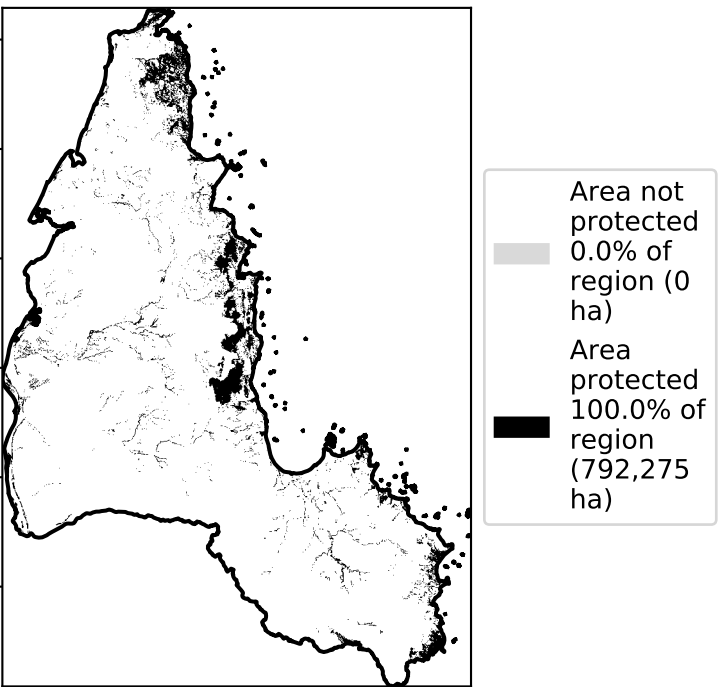 Area not
protected
0.0% of
region (0
ha)
Area
protected
100.0% of
region
(792,275
ha)